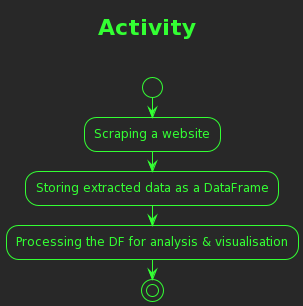 Activity
Scraping a website
Storing extracted data as a DataFrame
Processing the DF for analysis & visualisation